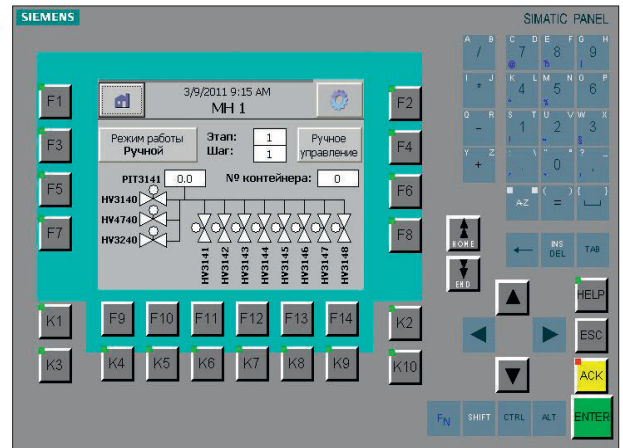 SIEMENS
SIMATIC PANEL
3/9/2011 9:15 AM
МН 1
Режим работы
Ручной
Этап: 1
Шаг: 1
Ручное
управление
PIT3141 0.0
№ контейнера: 0
HV3140
HV4740
HV3240
HV3141
HV3142
HV3143
HV3144
HV3145
HV3146
HV3147
HV3148
F1
F2
F3
F4
F5
F6
F7
F8
K1
F9 F10 F11 F12 F13 F14
K2
K3
K4 K5 K6 K7 K8 K9
K10
A B C D E F G H
/ 7 8 9
I J K L M N O P
* 4 5 6
Q R S T U V W X
- 1 2 3
Y Z
+ . 0
A-Z = 
HOME
END
INS
DEL
TAB
HELP
ESC
ACK
FN SHIFT CTRL ALT ENTER